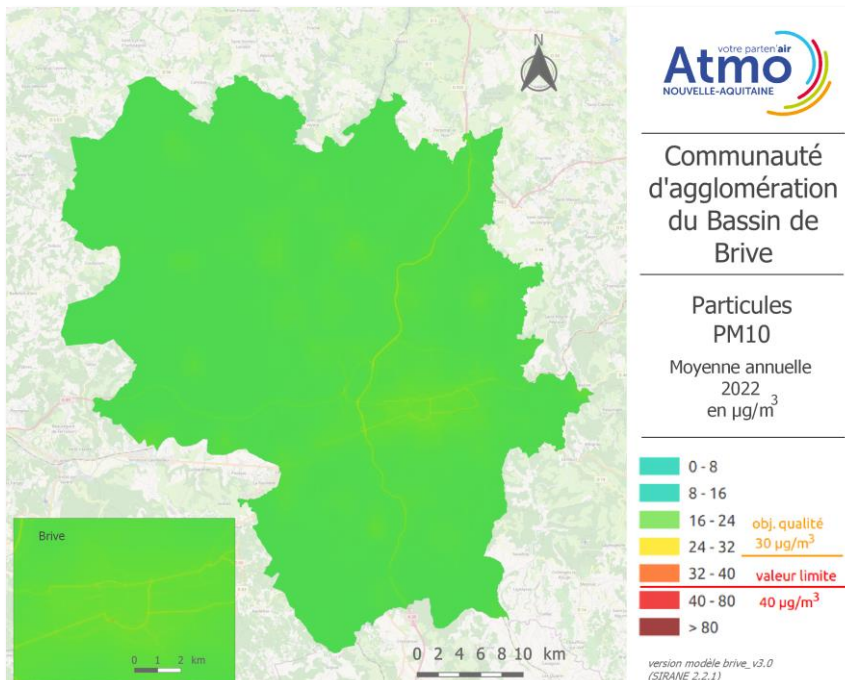 N
votre parten'air
Atmo
NOUVELLE-AQUITAINE
Communauté
d'agglomération
du Bassin de
Brive
Particules
PM10
Moyenne annuelle
2022
en µg/m³
0 - 8
8 - 16
16 - 24
obj. qualité
24 - 32
30 µg/m³
32 - 40
valeur limite
40 - 80
40 µg/m³
> 80
Brive
0 1 2 km
0 2 4 6 8 10 km
version modèle brive_v3.0
(SIRANE 2.2.1)